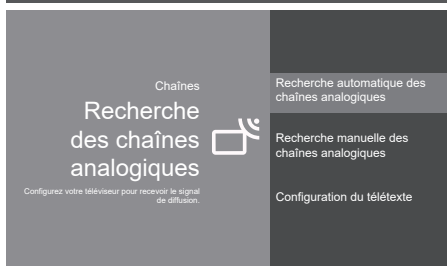 Chaînes
Recherche
des chaînes
analogiques
Configurez votre téléviseur pour recevoir le signal
de diffusion.
Recherche automatique des
chaînes analogiques
Recherche manuelle des
chaînes analogiques
Configuration du télétexte